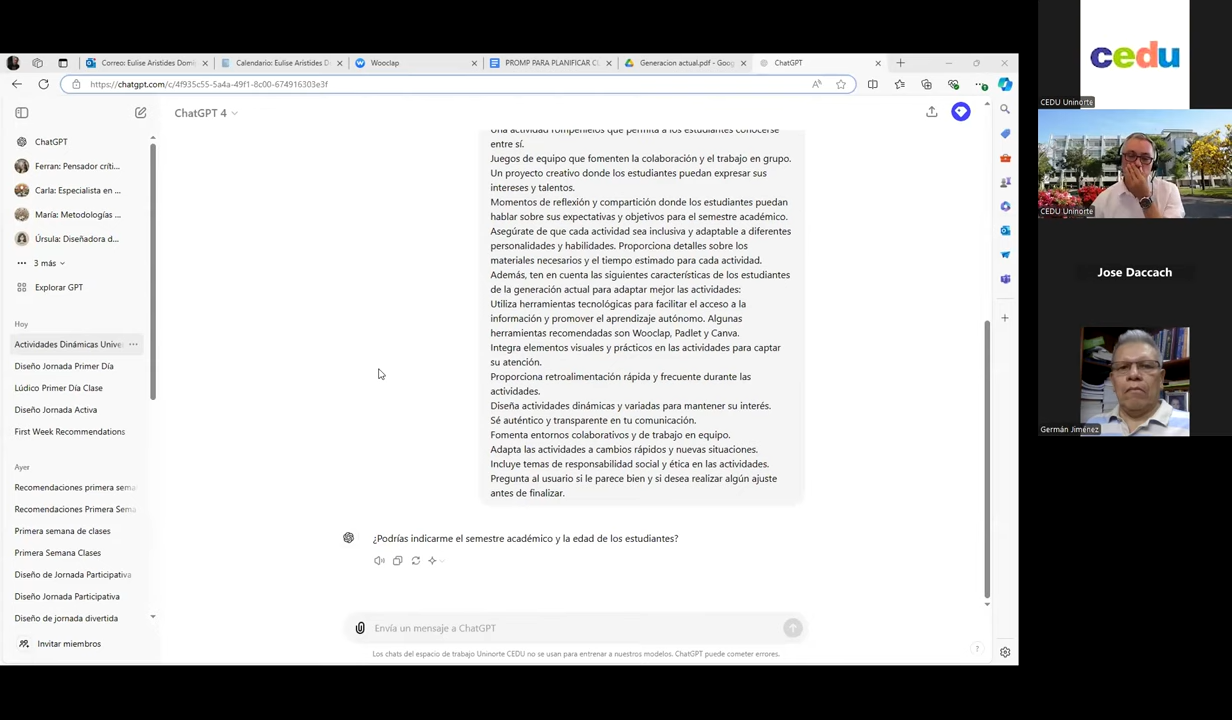 Correo: Eulise Aristides Dom
Calendario: Eulise Aristides D
Wooclap
PROMP PARA PLANIFICAR CL
Generacion actual.pdf - Goog
ChatGPT
https://chatgpt.com/c/4f935c55-5a4a-49f1-8c00-674916303e3f
ChatGPT 4
ChatGPT
Ferran: Pensador críti...
Carla: Especialista en ...
María: Metodologías ...
Úrsula: Diseñadora d...
3 más
Explorar GPT
Hoy
Actividades Dinámicas Unive
Diseño Jornada Primer Día
Lúdico Primer Día Clase
Diseño Jornada Activa
First Week Recommendations
Ayer
Recomendaciones primera sema
Recomendaciones Primera Sema
Primera semana de clases
Primera Semana Clases
Diseño de Jornada Participativa
Diseño Jornada Participativa
Diseño de jornada divertida
Invitar miembros
Una actividad rompehielos que permita a los estudiantes conocerse
entre sí.
Juegos de equipo que fomenten la colaboración y el trabajo en grupo.
Un proyecto creativo donde los estudiantes puedan expresar sus
intereses y talentos.
Momentos de reflexión y compartición donde los estudiantes puedan
hablar sobre sus expectativas y objetivos para el semestre académico.
Asegúrate de que cada actividad sea inclusiva y adaptable a diferentes
personalidades y habilidades. Proporciona detalles sobre los
materiales necesarios y el tiempo estimado para cada actividad.
Además, ten en cuenta las siguientes características de los estudiantes
de la generación actual para adaptar mejor las actividades:
Utiliza herramientas tecnológicas para facilitar el acceso a la
información y promover el aprendizaje autónomo. Algunas
herramientas recomendadas son Wooclap, Padlet y Canva.
Integra elementos visuales y prácticos en las actividades para captar
su atención.
Proporciona retroalimentación rápida y frecuente durante las
actividades.
Diseña actividades dinámicas y variadas para mantener su interés.
Sé auténtico y transparente en tu comunicación.
Fomenta entornos colaborativos y de trabajo en equipo.
Adapta las actividades a cambios rápidos y nuevas situaciones.
Incluye temas de responsabilidad social y ética en las actividades.
Pregunta al usuario si le parece bien y si desea realizar algún ajuste
antes de finalizar.
¿Podrías indicarme el semestre académico y la edad de los estudiantes?
Envía un mensaje a ChatGPT
Los chats del espacio de trabajo Uninorte CEDU no se usan para entrenar a nuestros modelos. ChatGPT puede cometer errores.
?
cedu
CEDU Uninorte
CEDU Uninorte
Jose Daccach
Germán Jiménez